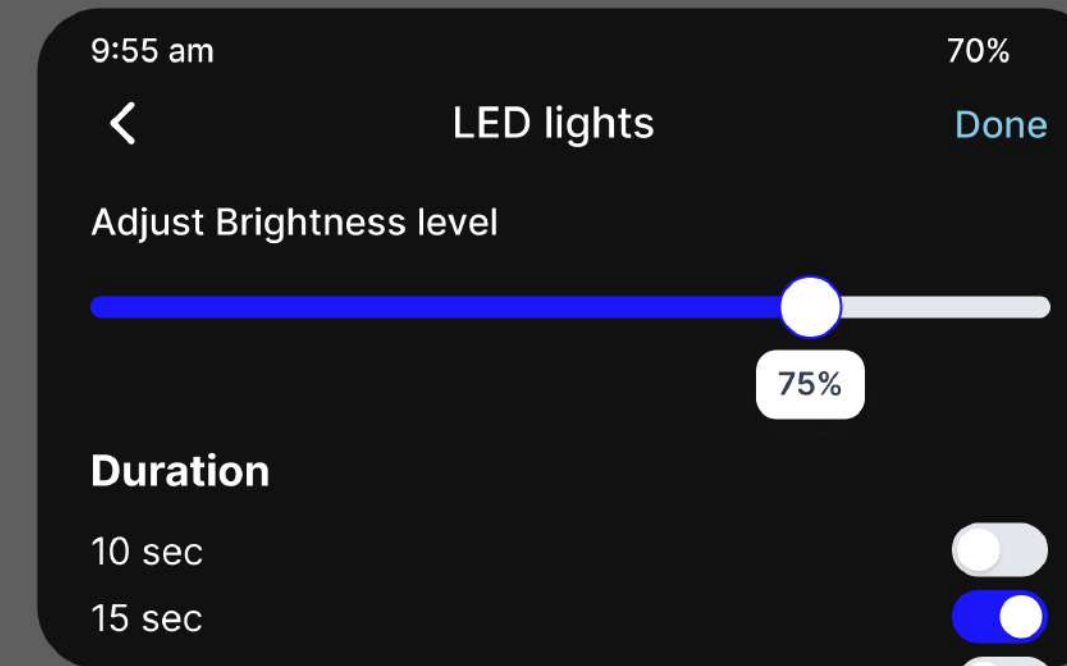 9:55 am 70%
LED lights Done
Adjust Brightness level
75%
Duration
10 sec
15 sec